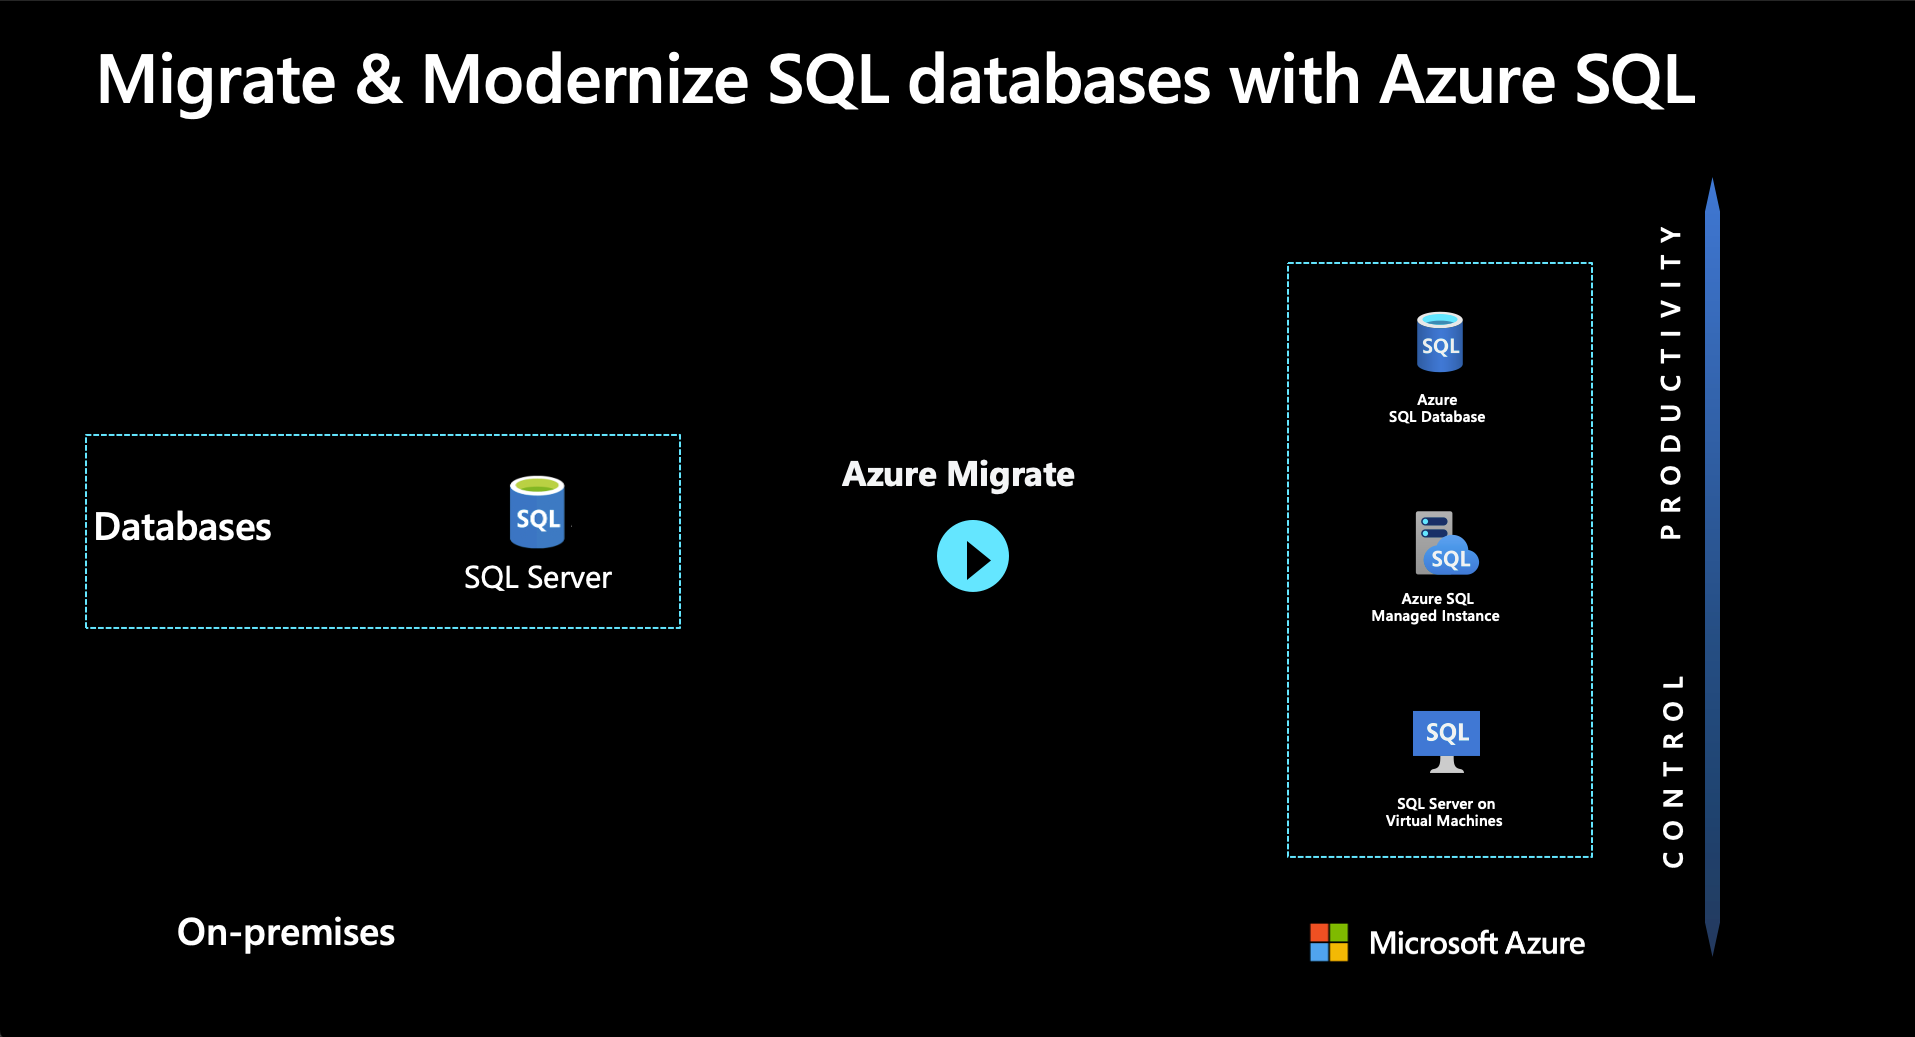 Migrate & Modernize SQL databases with Azure SQL
Databases
SQL
SQL Server
On-premises
Azure Migrate
SQL
Azure
SQL Database
SQL
Azure SQL
Managed Instance
SQL
SQL Server on
Virtual Machines
Microsoft Azure
PRODUCTIVITY
CONTROL